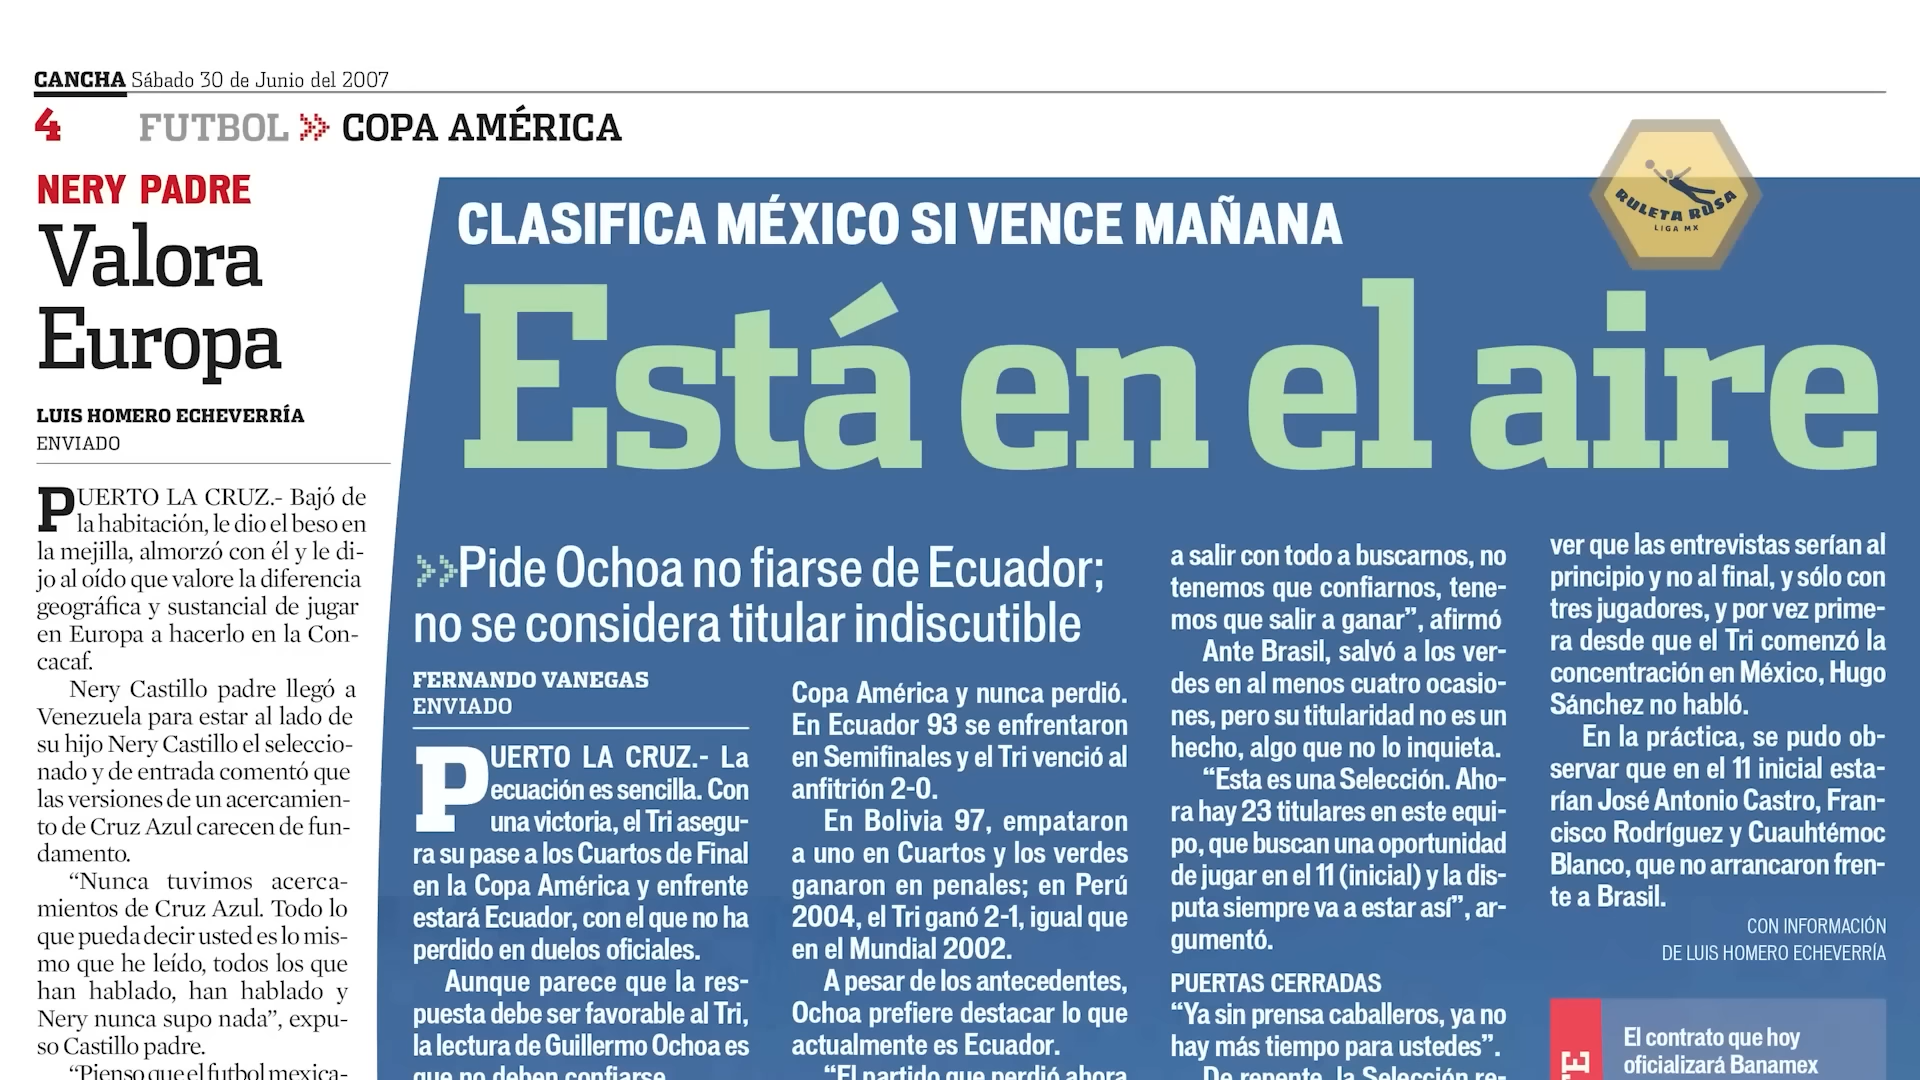 CANCHA Sábado 30 de Junio del 2007
4 FUTBOL >> COPA AMÉRICA
NERY PADRE
Valora
Europa
LUIS HOMERO ECHEVERRÍA
ENVIADO
PUERTO LA CRUZ.- Bajó de
la habitación, le dio el beso en
la mejilla, almorzó con él y le di-
jo al oído que valore la diferencia
geográfica y sustancial de jugar
en Europa a hacerlo en la Con-
cacaf.
Nery Castillo padre llegó a
Venezuela para estar al lado de
su hijo Nery Castillo el seleccio-
nado y de entrada comentó que
las versiones de un acercamien-
to de Cruz Azul carecen de fun-
damento.
“Nunca tuvimos acerca-
mientos de Cruz Azul. Todo lo
que pueda decir usted es lo mis-
mo que he leído, todos los que
han hablado, han hablado y
Nery nunca supo nada”, expu-
so Castillo padre.
“Pienso que el futbol mexica-
CLASIFICA MÉXICO SI VENCE MAÑANA
RULETA RUSA
LIGA MX
Está en el aire
>>Pide Ochoa no fiarse de Ecuador;
no se considera titular indiscutible
FERNANDO VANEGAS
ENVIADO
PUERTO LA CRUZ.- La
ecuación es sencilla. Con
una victoria, el Tri asegu-
ra su pase a los Cuartos de Final
en la Copa América y enfrente
estará Ecuador, con el que no ha
perdido en duelos oficiales.
Aunque parece que la res-
puesta debe ser favorable al Tri,
la lectura de Guillermo Ochoa es
que no deben confiarse.
Copa América y nunca perdió.
En Ecuador 93 se enfrentaron
en Semifinales y el Tri venció al
anfitrión 2-0.
En Bolivia 97, empataron
a uno en Cuartos y los verdes
ganaron en penales; en Perú
2004, el Tri ganó 2-1, igual que
en el Mundial 2002.
A pesar de los antecedentes,
Ochoa prefiere destacar lo que
actualmente es Ecuador.
“El partido que perdió ahora
a salir con todo a buscarnos, no
tenemos que confiarnos, tene-
mos que salir a ganar”, afirmó
Ante Brasil, salvó a los ver-
des en al menos cuatro ocasio-
nes, pero su titularidad no es un
hecho, algo que no lo inquieta.
“Esta es una Selección. Aho-
ra hay 23 titulares en este equi-
po, que buscan una oportunidad
de jugar en el 11 (inicial) y la dis-
puta siempre va a estar así”, ar-
gumentó.
PUERTAS CERRADAS
“Ya sin prensa caballeros, ya no
hay más tiempo para ustedes”.
De repente, la Selección re-
ver que las entrevistas serían al
principio y no al final, y sólo con
tres jugadores, y por vez prime-
ra desde que el Tri comenzó la
concentración en México, Hugo
Sánchez no habló.
En la práctica, se pudo ob-
servar que en el 11 inicial esta-
rían José Antonio Castro, Fran-
cisco Rodríguez y Cuauhtémoc
Blanco, que no arrancaron fren-
te a Brasil.
CON INFORMACIÓN
DE LUIS HOMERO ECHEVERRÍA
El contrato que hoy
oficializará Banamex